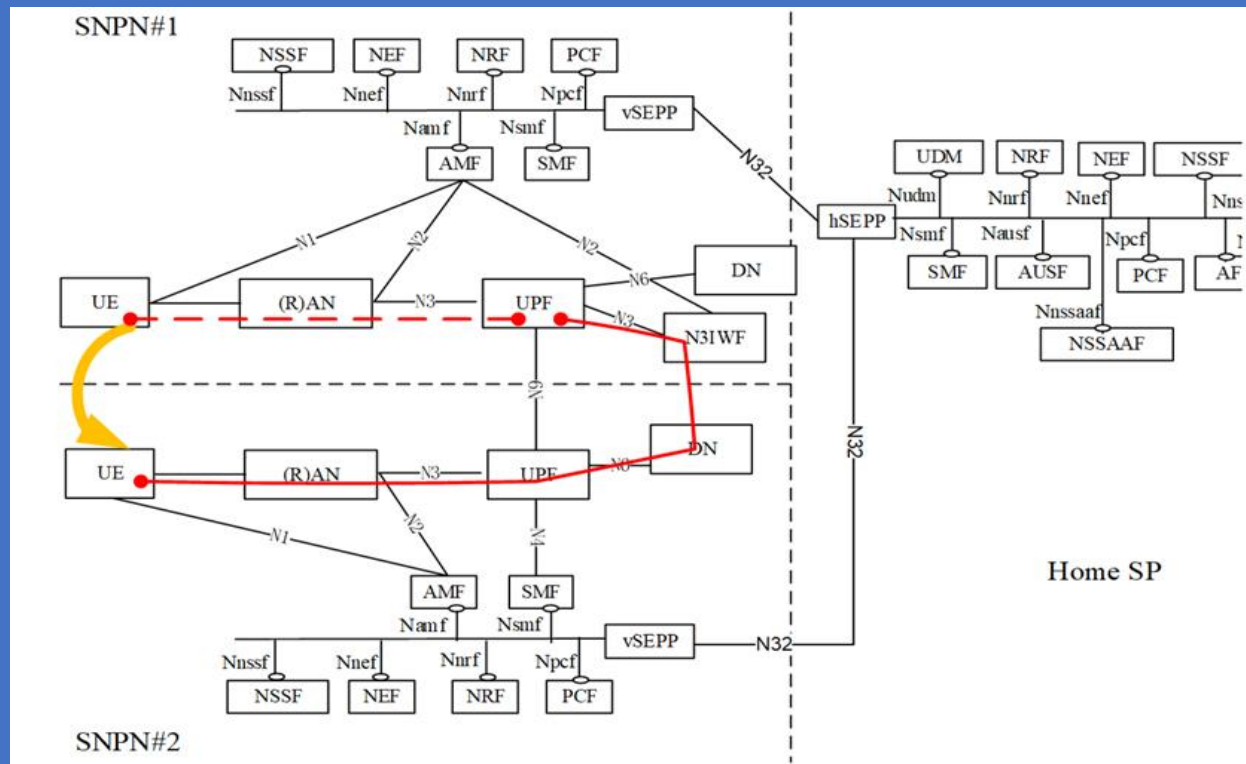 SNPN#1
NSSF
NEF
NRF
PCF
Nnssf
Nnef
Nnrf
Npcf
vSEPP
Namf
Nsmf
AMF
SMF
N32
UDM
NRF
NEF
NSSF
Nudm
Nnrf
Nnef
hSEPP
Nsmf
Nausf
Npcf
SMF
AUSF
PCF
AF
Nnssaaf
NSSAAF
N1
N2
N2
N6
DN
UE
(R)AN
N3
UPF
N3
N3IWF
N32
DN
UE
(R)AN
N3
UPF
N2
N1
N4
Home SP
AMF
SMF
Namf
Nsmf
vSEPP
N32
Nnssf
Nnef
Nnrf
Npcf
NSSF
NEF
NRF
PCF
SNPN#2